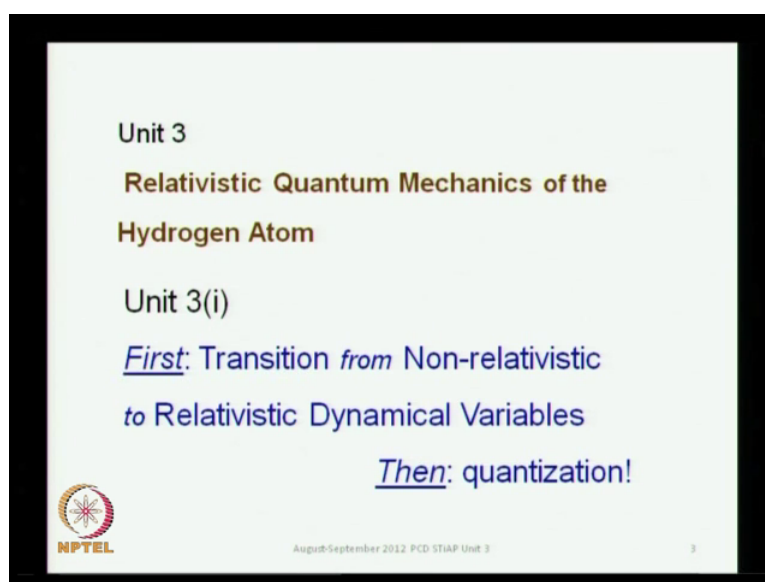 Unit 3
Relativistic Quantum Mechanics of the
Hydrogen Atom
Unit 3(i)
First: Transition from Non-relativistic
to Relativistic Dynamical Variables
Then: quantization!
NPTEL
August-September 2012 PCD STiAP Unit 3
3